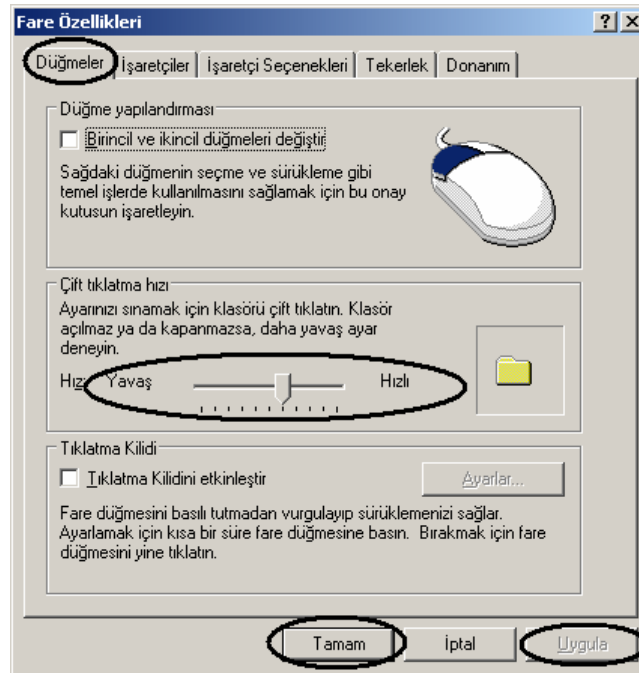 Fare Özellikleri
Düğmeler İşaretçiler İşaretçi Seçenekleri Tekerlek Donanım
Düğme yapılandırması
Birincil ve ikincil düğmeleri değiştir
Sağdaki düğmenin seçme ve sürükleme gibi
temel işlerde kullanılmasını sağlamak için bu onay
kutusun işaretleyin.
Çift tıklatma hızı
Ayarınızı sınamak için klasörü çift tıklatın. Klasör
açılmaz ya da kapanmazsa, daha yavaş ayar
deneyin.
Hız: Yavaş Hızlı
Tıklatma Kilidi
Tıklatma Kilidini etkinleştir Ayarlar...
Fare düğmesini basılı tutmadan vurgulayıp sürüklemenizi sağlar.
Ayarlamak için kısa bir süre fare düğmesine basın. Bırakmak için fare
düğmesini yine tıklatın.
Tamam İptal Uygula